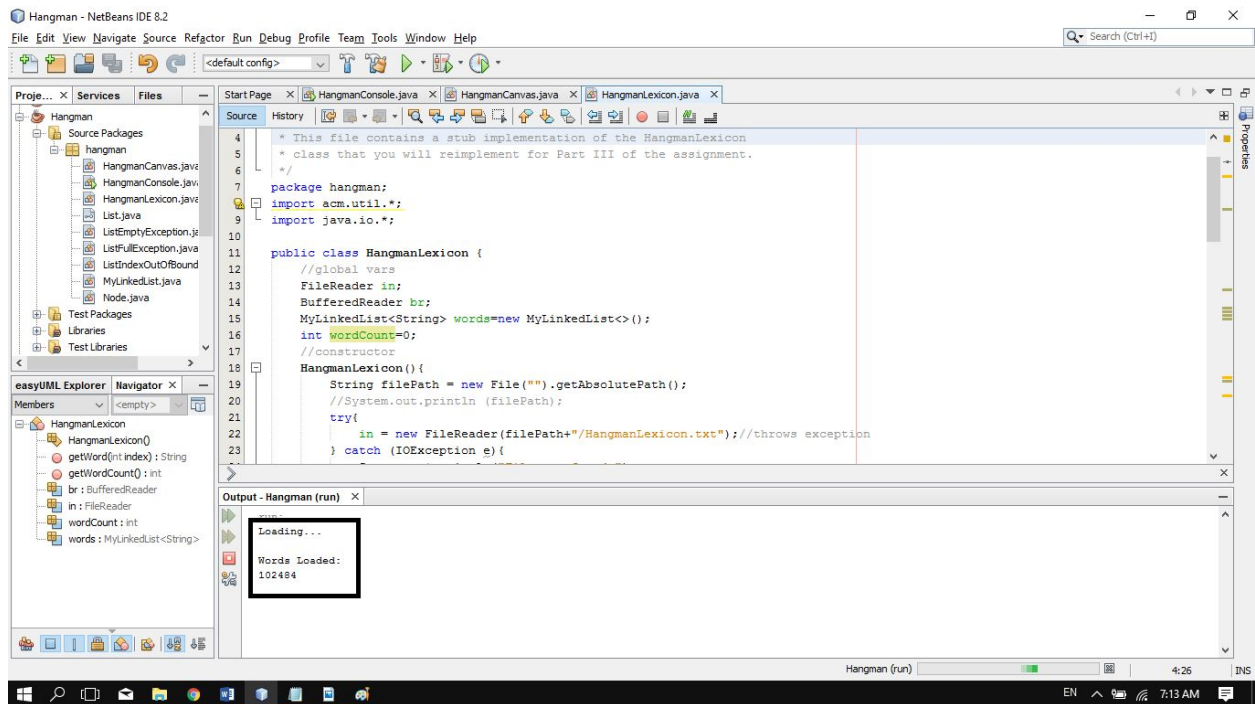 Hangman - NetBeans IDE 8.2
File Edit View Navigate Source Refactor Run Debug Profile Team Tools Window Help
Search (Ctrl+I)
<default config>
Proje... Services Files
Start Page HangmanConsole.java HangmanCanvas.java HangmanLexicon.java
Source History
Hangman
Source Packages
hangman
HangmanCanvas.java
HangmanConsole.jav
HangmanLexicon.java
List.java
ListEmptyException.ja
ListFullException.java
ListIndexOutOfBound
MyLinkedList.java
Node.java
Test Packages
Libraries
Test Libraries
4 * This file contains a stub implementation of the HangmanLexicon
5 * class that you will reimplement for Part III of the assignment.
6 */
7 package hangman;
import acm.util.*;
9 import java.io.*;
10
11 public class HangmanLexicon {
12 //global vars
13 FileReader in;
14 BufferedReader br;
15 MyLinkedList<String> words=new MyLinkedList<>();
16 int wordCount=0;
17 //constructor
18 HangmanLexicon(){
19 String filePath = new File("").getAbsolutePath();
20 //System.out.println (filePath);
21 try{
22 in = new FileReader(filePath+"/HangmanLexicon.txt");//throws exception
23 } catch (IOException e){
Properties
easyUML Explorer Navigator
Members <empty>
HangmanLexicon
HangmanLexicon()
getWord(int index) : String
getWordCount() : int
br : BufferedReader
in : FileReader
wordCount : int
words : MyLinkedList<String>
Output - Hangman (run)
run:
Loading...
Words Loaded:
102484
Hangman (run)
4:26
INS
EN
7:13 AM